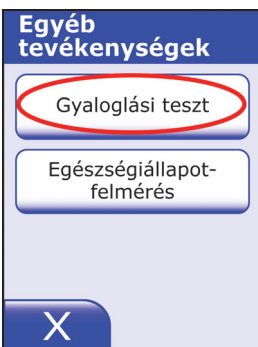 Egyéb
tevékenységek
Gyaloglási teszt
Egészségiállapot-
felmérés
X